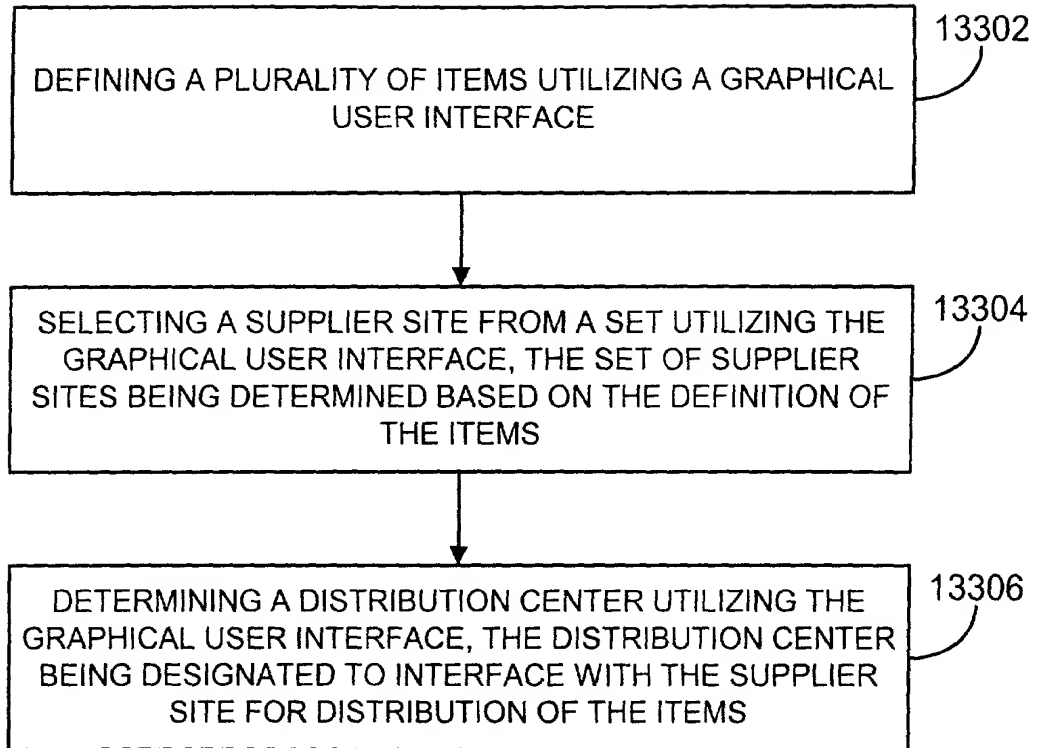 13302
DEFINING A PLURALITY OF ITEMS UTILIZING A GRAPHICAL
USER INTERFACE
13304
SELECTING A SUPPLIER SITE FROM A SET UTILIZING THE
GRAPHICAL USER INTERFACE, THE SET OF SUPPLIER
SITES BEING DETERMINED BASED ON THE DEFINITION OF
THE ITEMS
13306
DETERMINING A DISTRIBUTION CENTER UTILIZING THE
GRAPHICAL USER INTERFACE, THE DISTRIBUTION CENTER
BEING DESIGNATED TO INTERFACE WITH THE SUPPLIER
SITE FOR DISTRIBUTION OF THE ITEMS